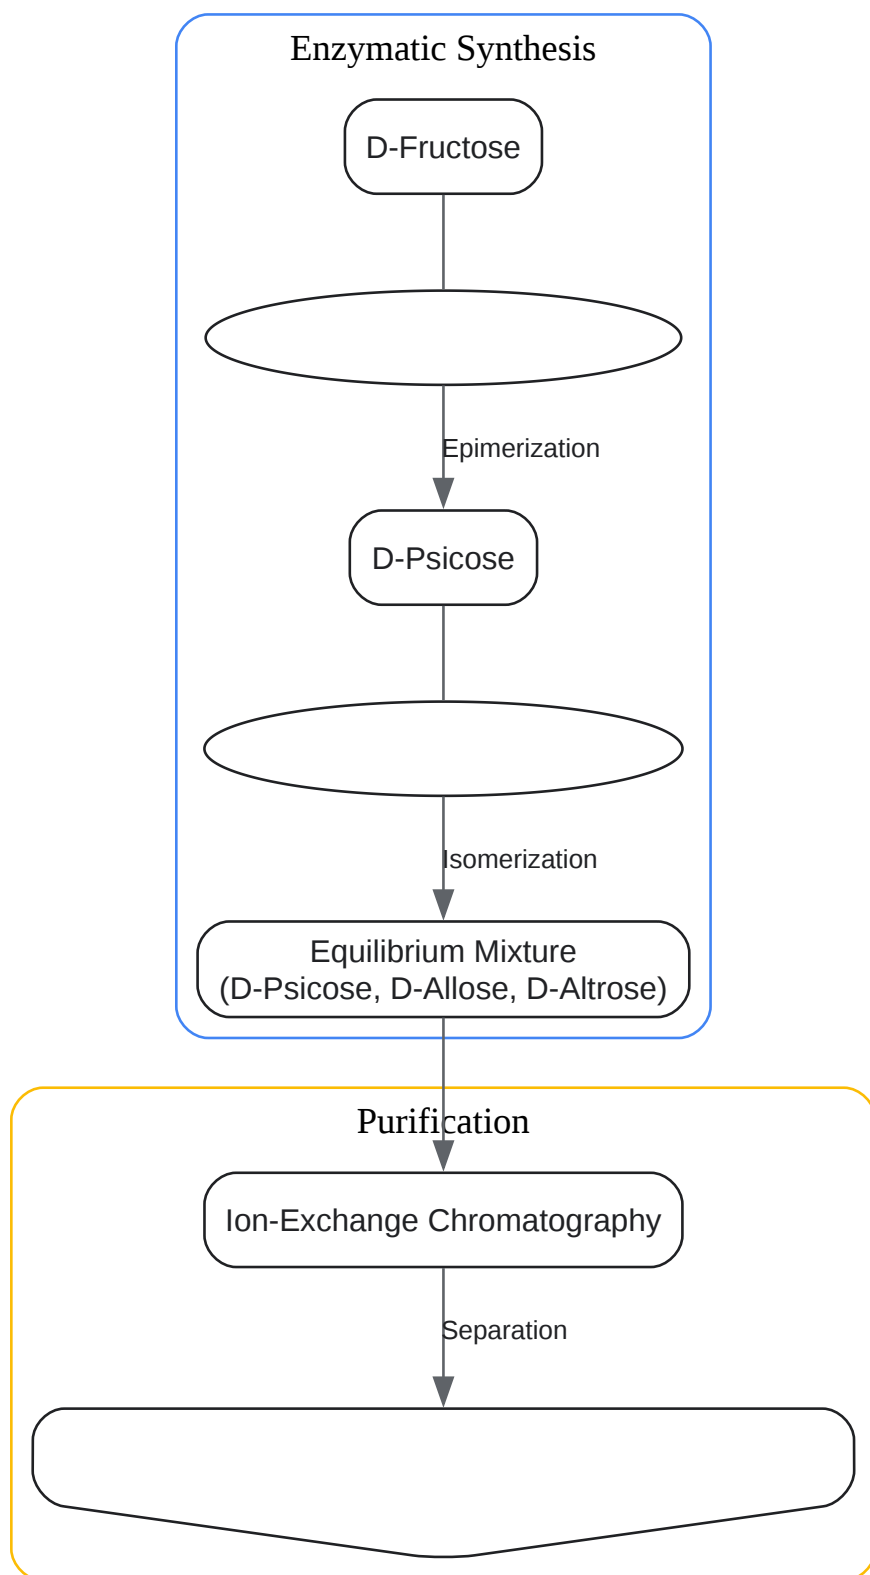 Enzymatic Synthesis
D-Fructose
Epimerization
D-Psicose
Isomerization
Equilibrium Mixture
(D-Psicose, D-Allose, D-Altrose)
Purification
Ion-Exchange Chromatography
Separation